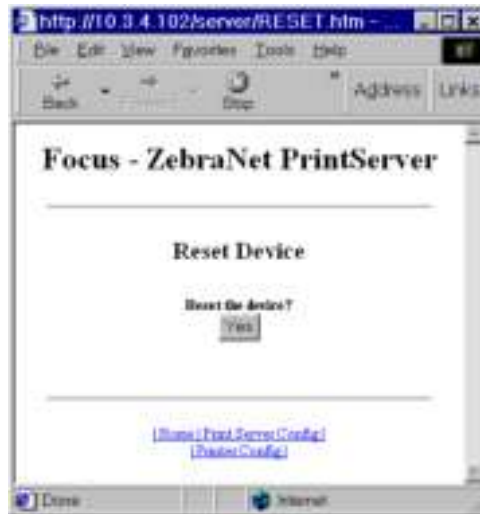 http://10.3.4.102/server/RESET.htm - ...
File Edit View Favorites Tools Help
Back Stop » Address Links
Focus - ZebraNet PrintServer
Reset Device
Reset the device?
Yes
[Home | Print Server Config]
[Printer Config]
Done Internet